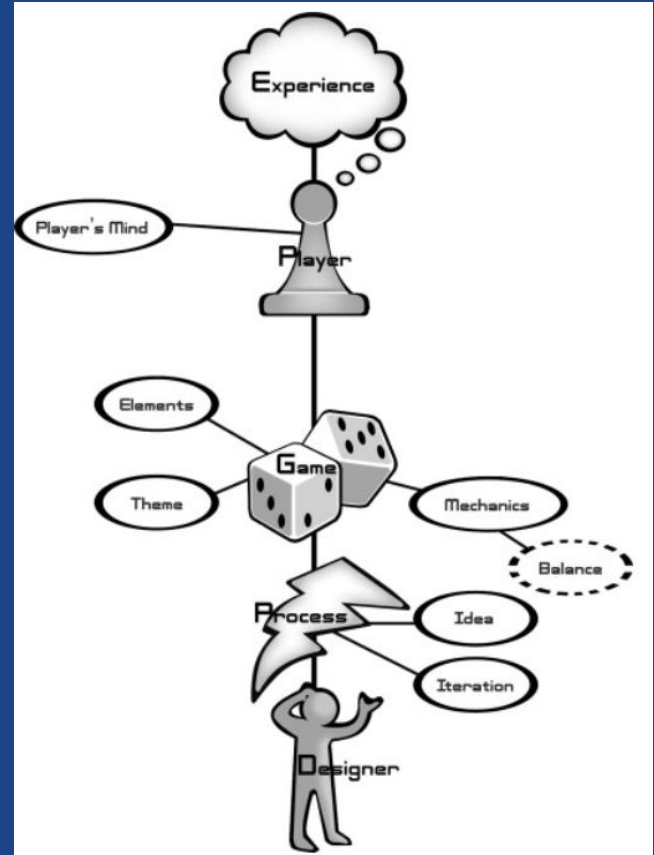 Experience
Player's Mind
Player
Elements
Game
Theme
Mechanics
Balance
Process
Idea
Iteration
Designer